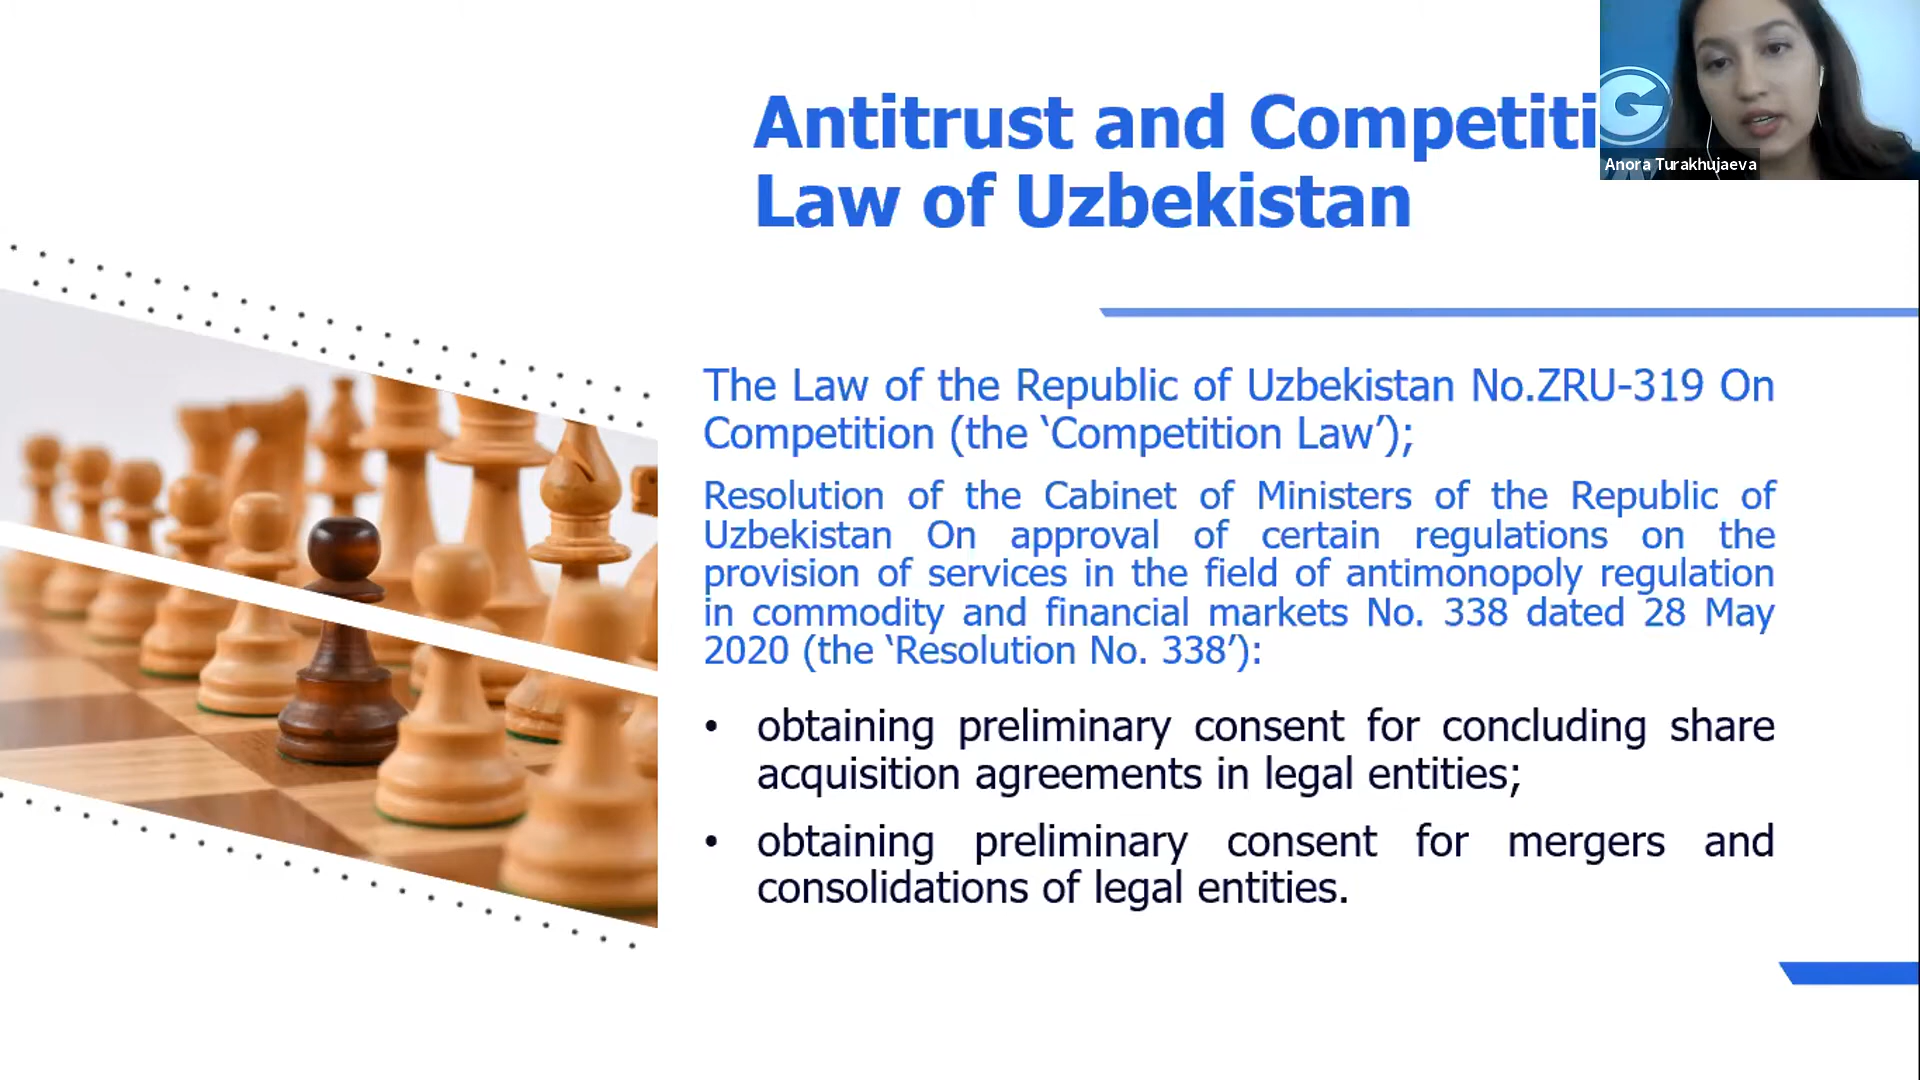 Antitrust and Competiti
Law of Uzbekistan
Anora Turakhujaeva
The Law of the Republic of Uzbekistan No.ZRU-319 On
Competition (the ‘Competition Law’);
Resolution of the Cabinet of Ministers of the Republic of
Uzbekistan On approval of certain regulations on the
provision of services in the field of antimonopoly regulation
in commodity and financial markets No. 338 dated 28 May
2020 (the ‘Resolution No. 338’):
• obtaining preliminary consent for concluding share
acquisition agreements in legal entities;
• obtaining preliminary consent for mergers and
consolidations of legal entities.